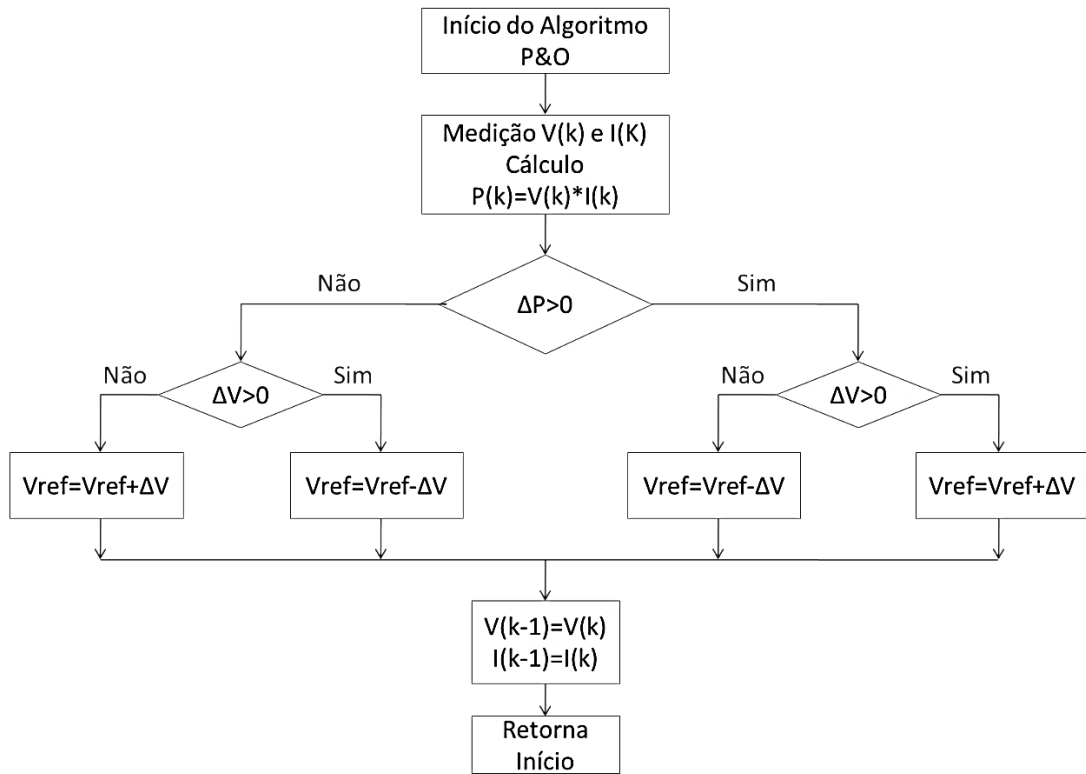 Início do Algoritmo
P&O
Medição V(k) e I(K)
Cálculo
P(k)=V(k)*I(k)
Não
Sim
ΔP>0
Não
Sim
ΔV>0
Não
Sim
ΔV>0
Vref=Vref+ΔV
Vref=Vref-ΔV
Vref=Vref-ΔV
Vref=Vref+ΔV
V(k-1)=V(k)
I(k-1)=I(k)
Retorna
Início